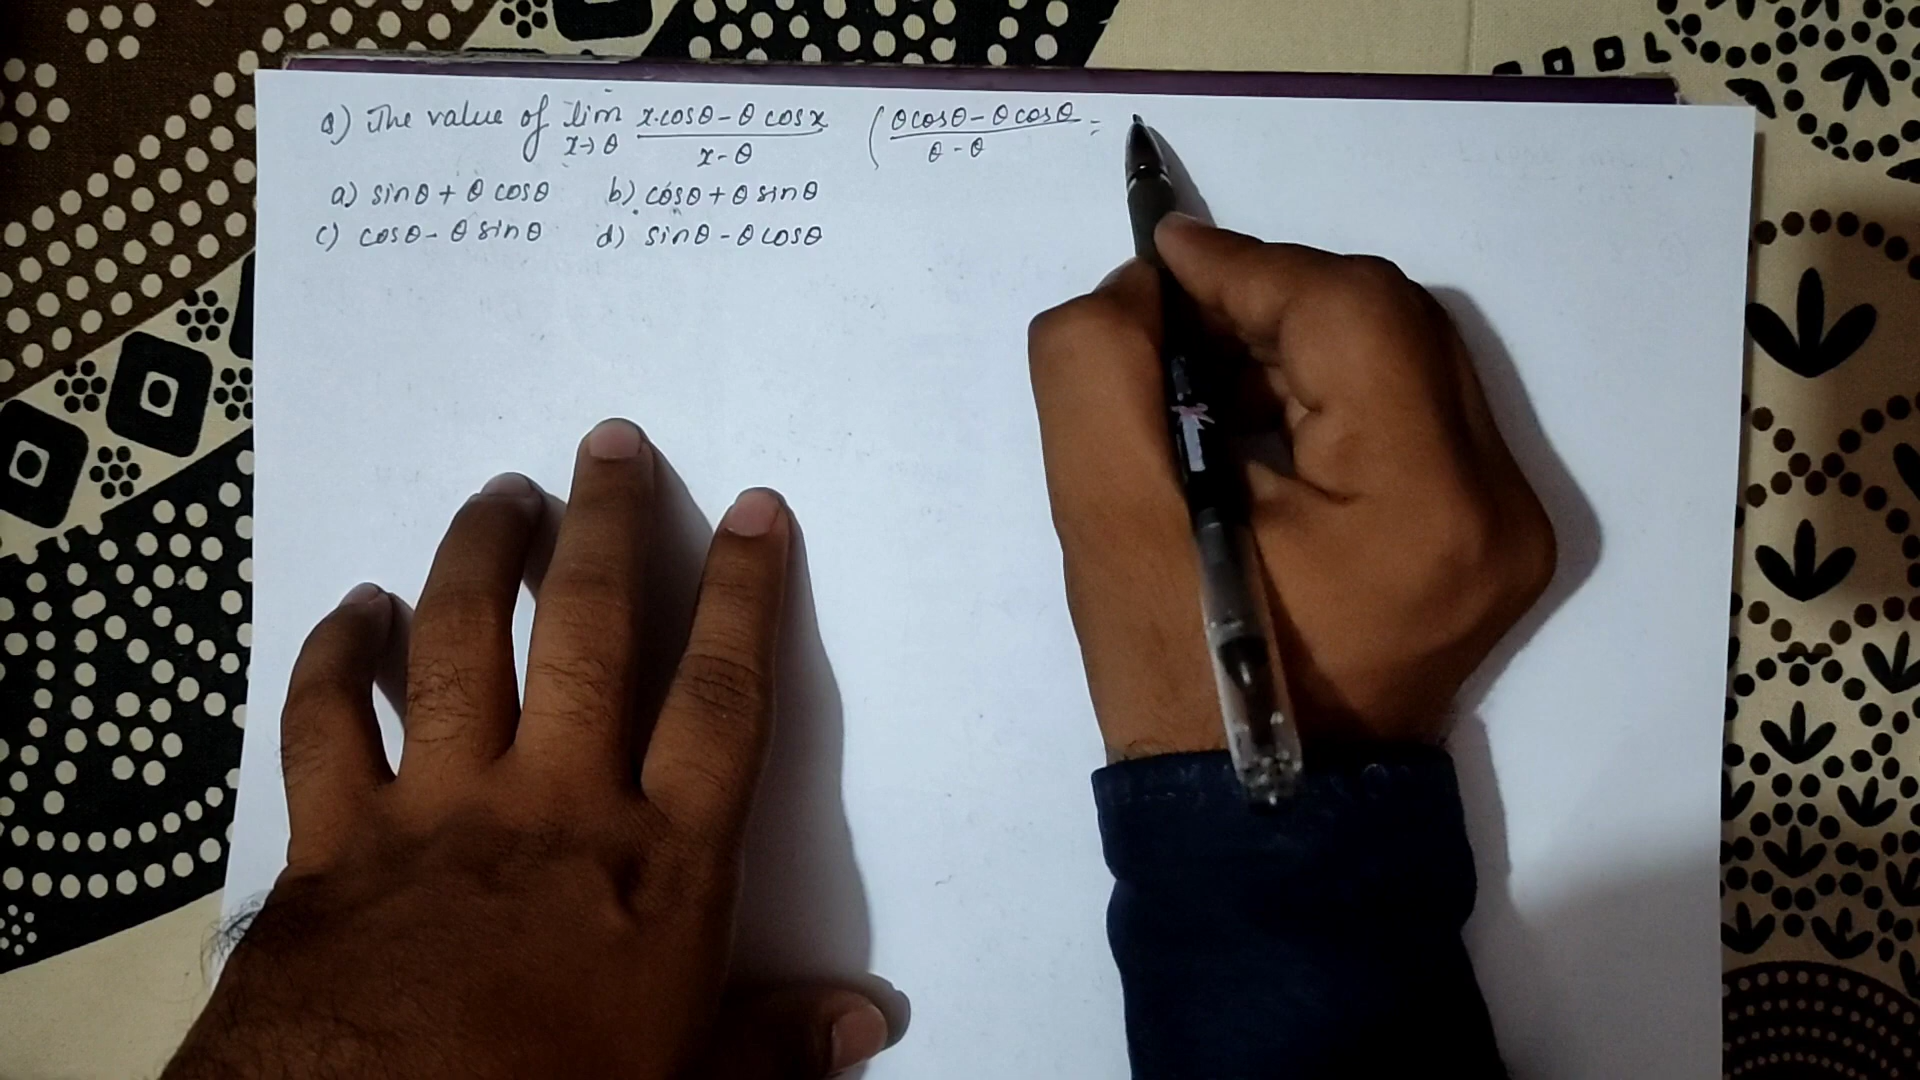 Q) The value of lim x→θ (x.cosθ - θ cosx)/(x-θ) ( (θcosθ - θcosθ)/(θ-θ) =
a) sinθ + θ cosθ b) cosθ + θ sinθ
c) cosθ - θ sinθ d) sinθ - θ cosθ